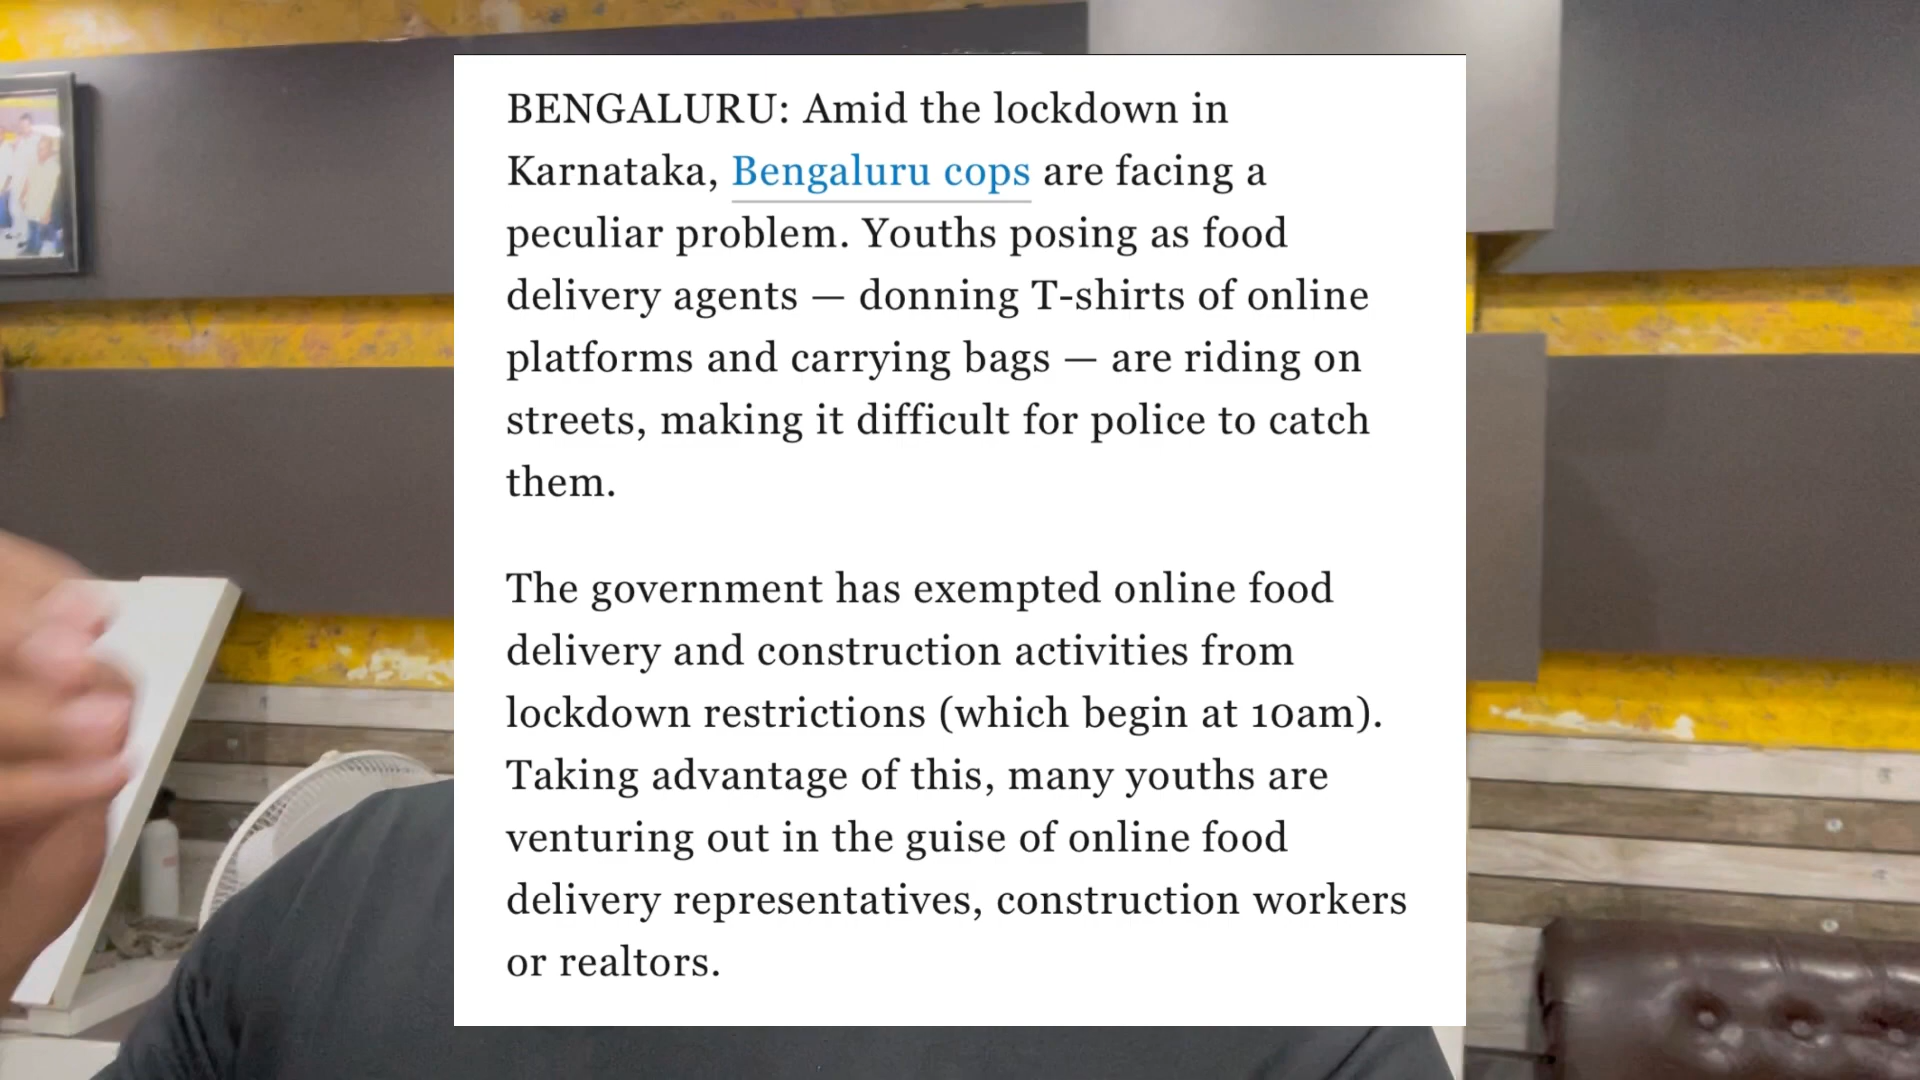 BENGALURU: Amid the lockdown in
Karnataka, Bengaluru cops are facing a
peculiar problem. Youths posing as food
delivery agents — donning T-shirts of online
platforms and carrying bags — are riding on
streets, making it difficult for police to catch
them.
The government has exempted online food
delivery and construction activities from
lockdown restrictions (which begin at 10am).
Taking advantage of this, many youths are
venturing out in the guise of online food
delivery representatives, construction workers
or realtors.